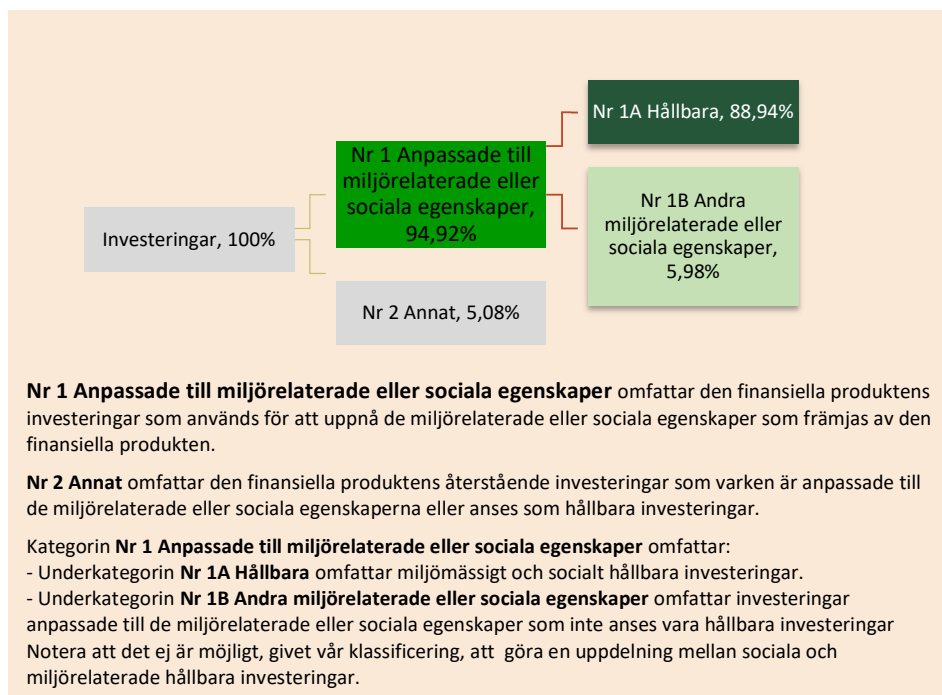 Nr 1A Hållbara, 88,94%
Nr 1 Anpassade till
miljörelaterade eller
sociala egenskaper,
94,92%
Nr 1B Andra
miljörelaterade eller
sociala egenskaper,
5,98%
Investeringar, 100%
Nr 2 Annat, 5,08%
Nr 1 Anpassade till miljörelaterade eller sociala egenskaper omfattar den finansiella produktens
investeringar som används för att uppnå de miljörelaterade eller sociala egenskaper som främjas av den
finansiella produkten.
Nr 2 Annat omfattar den finansiella produktens återstående investeringar som varken är anpassade till
de miljörelaterade eller sociala egenskaperna eller anses som hållbara investeringar.
Kategorin Nr 1 Anpassade till miljörelaterade eller sociala egenskaper omfattar:
- Underkategorin Nr 1A Hållbara omfattar miljömässigt och socialt hållbara investeringar.
- Underkategorin Nr 1B Andra miljörelaterade eller sociala egenskaper omfattar investeringar
anpassade till de miljörelaterade eller sociala egenskaper som inte anses vara hållbara investeringar
Notera att det ej är möjligt, givet vår klassificering, att göra en uppdelning mellan sociala och
miljörelaterade hållbara investeringar.